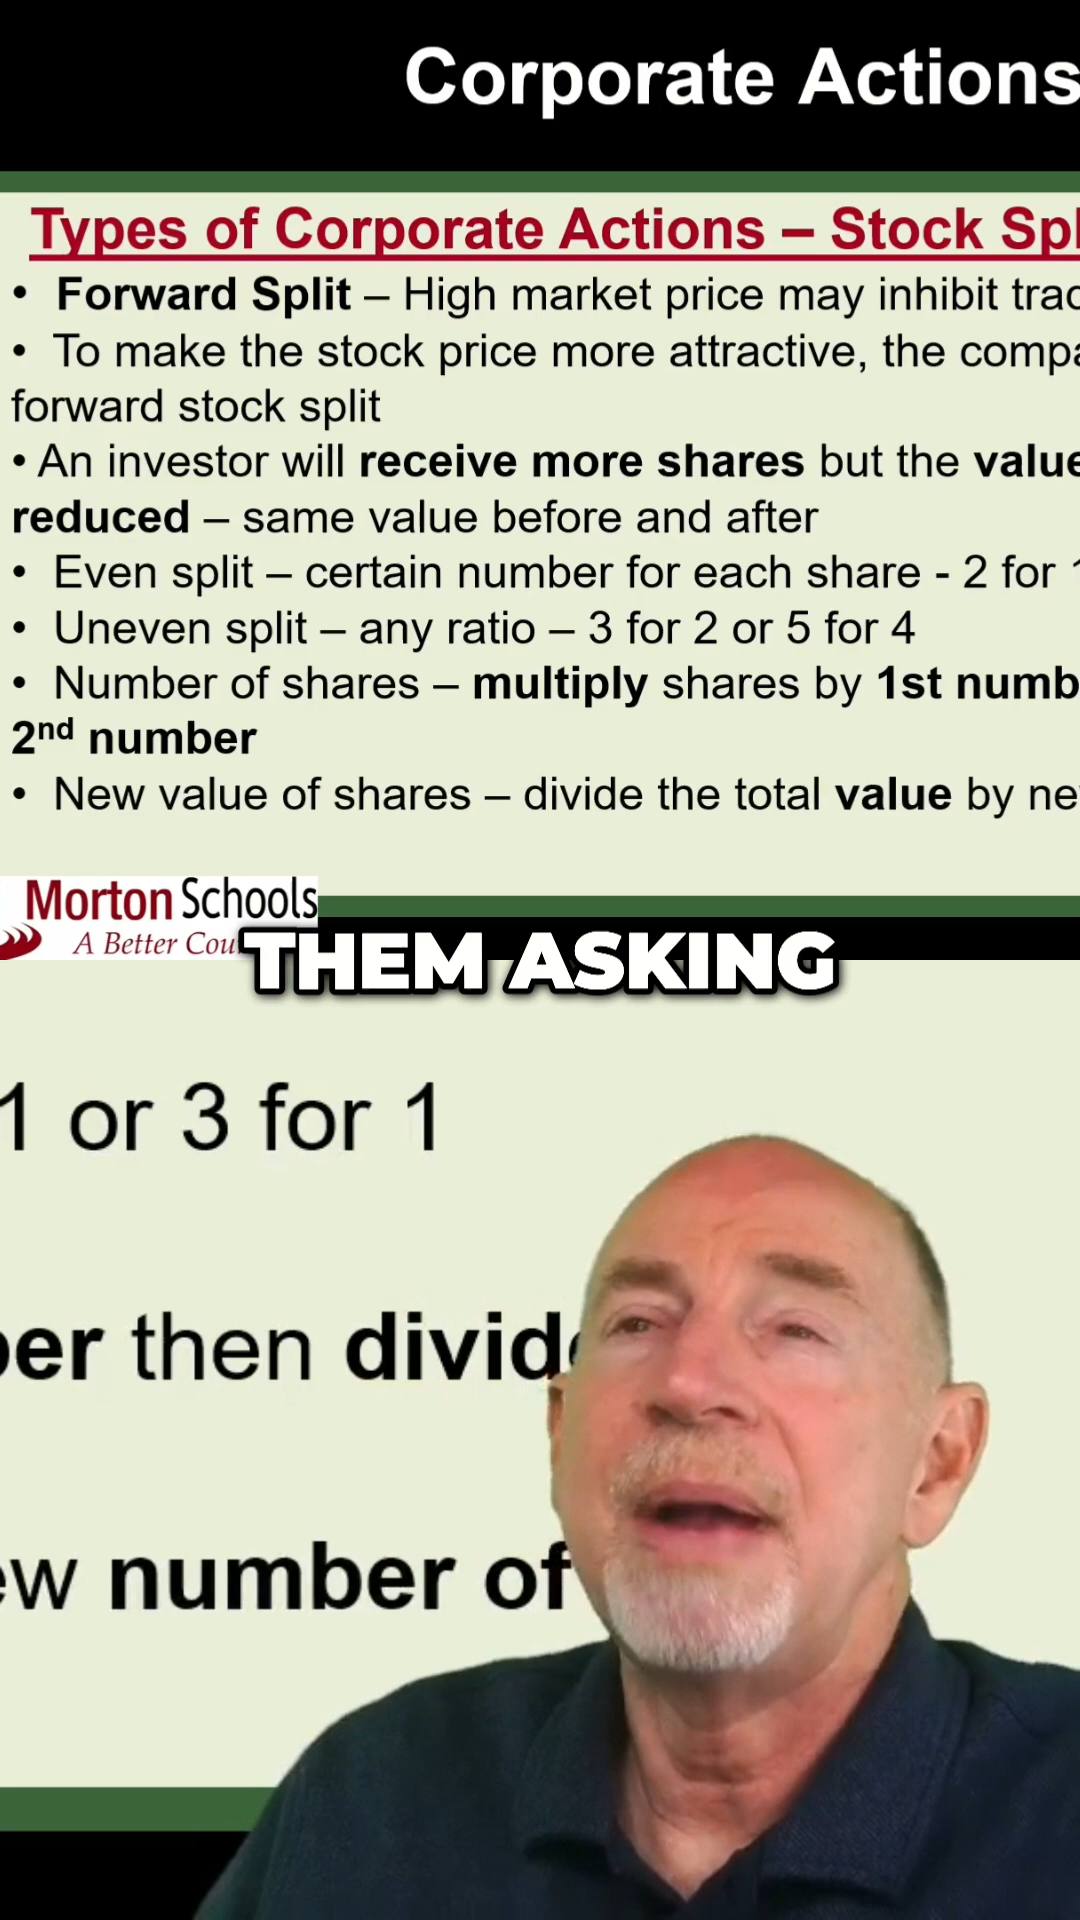 Corporate Actions
Types of Corporate Actions – Stock Spl
• Forward Split – High market price may inhibit trad
• To make the stock price more attractive, the compa
forward stock split
• An investor will receive more shares but the value
reduced – same value before and after
• Even split – certain number for each share - 2 for 1
• Uneven split – any ratio – 3 for 2 or 5 for 4
• Number of shares – multiply shares by 1st numb
2nd number
• New value of shares – divide the total value by ne
Morton Schools
A Better Cou
THEM ASKING
1 or 3 for 1
ber then divide
ew number of